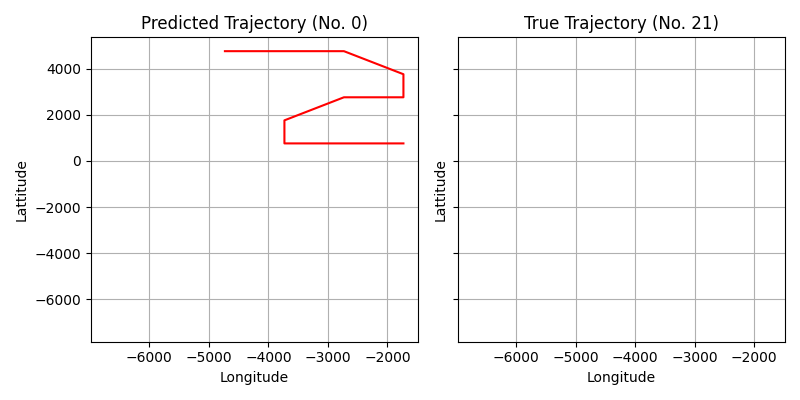 Predicted Trajectory (No. 0)
True Trajectory (No. 21)
4000
2000
0
−2000
−4000
−6000
Lattitude
Lattitude
−6000 −5000 −4000 −3000 −2000
−6000 −5000 −4000 −3000 −2000
Longitude
Longitude